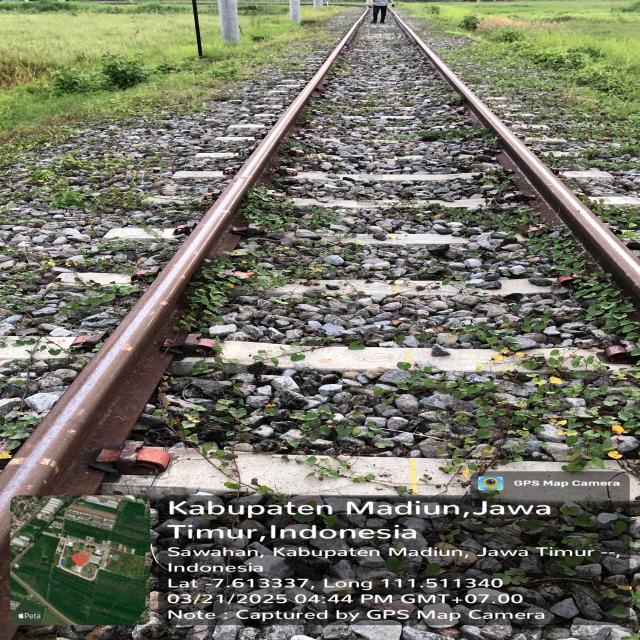 GPS Map Camera
Kabupaten Madiun,Jawa
Timur,Indonesia
Sawahan, Kabupaten Madiun, Jawa Timur --,
Indonesia
Lat -7.613337, Long 111.511340
03/21/2025 04:44 PM GMT+07.00
Note : Captured by GPS Map Camera
Peta